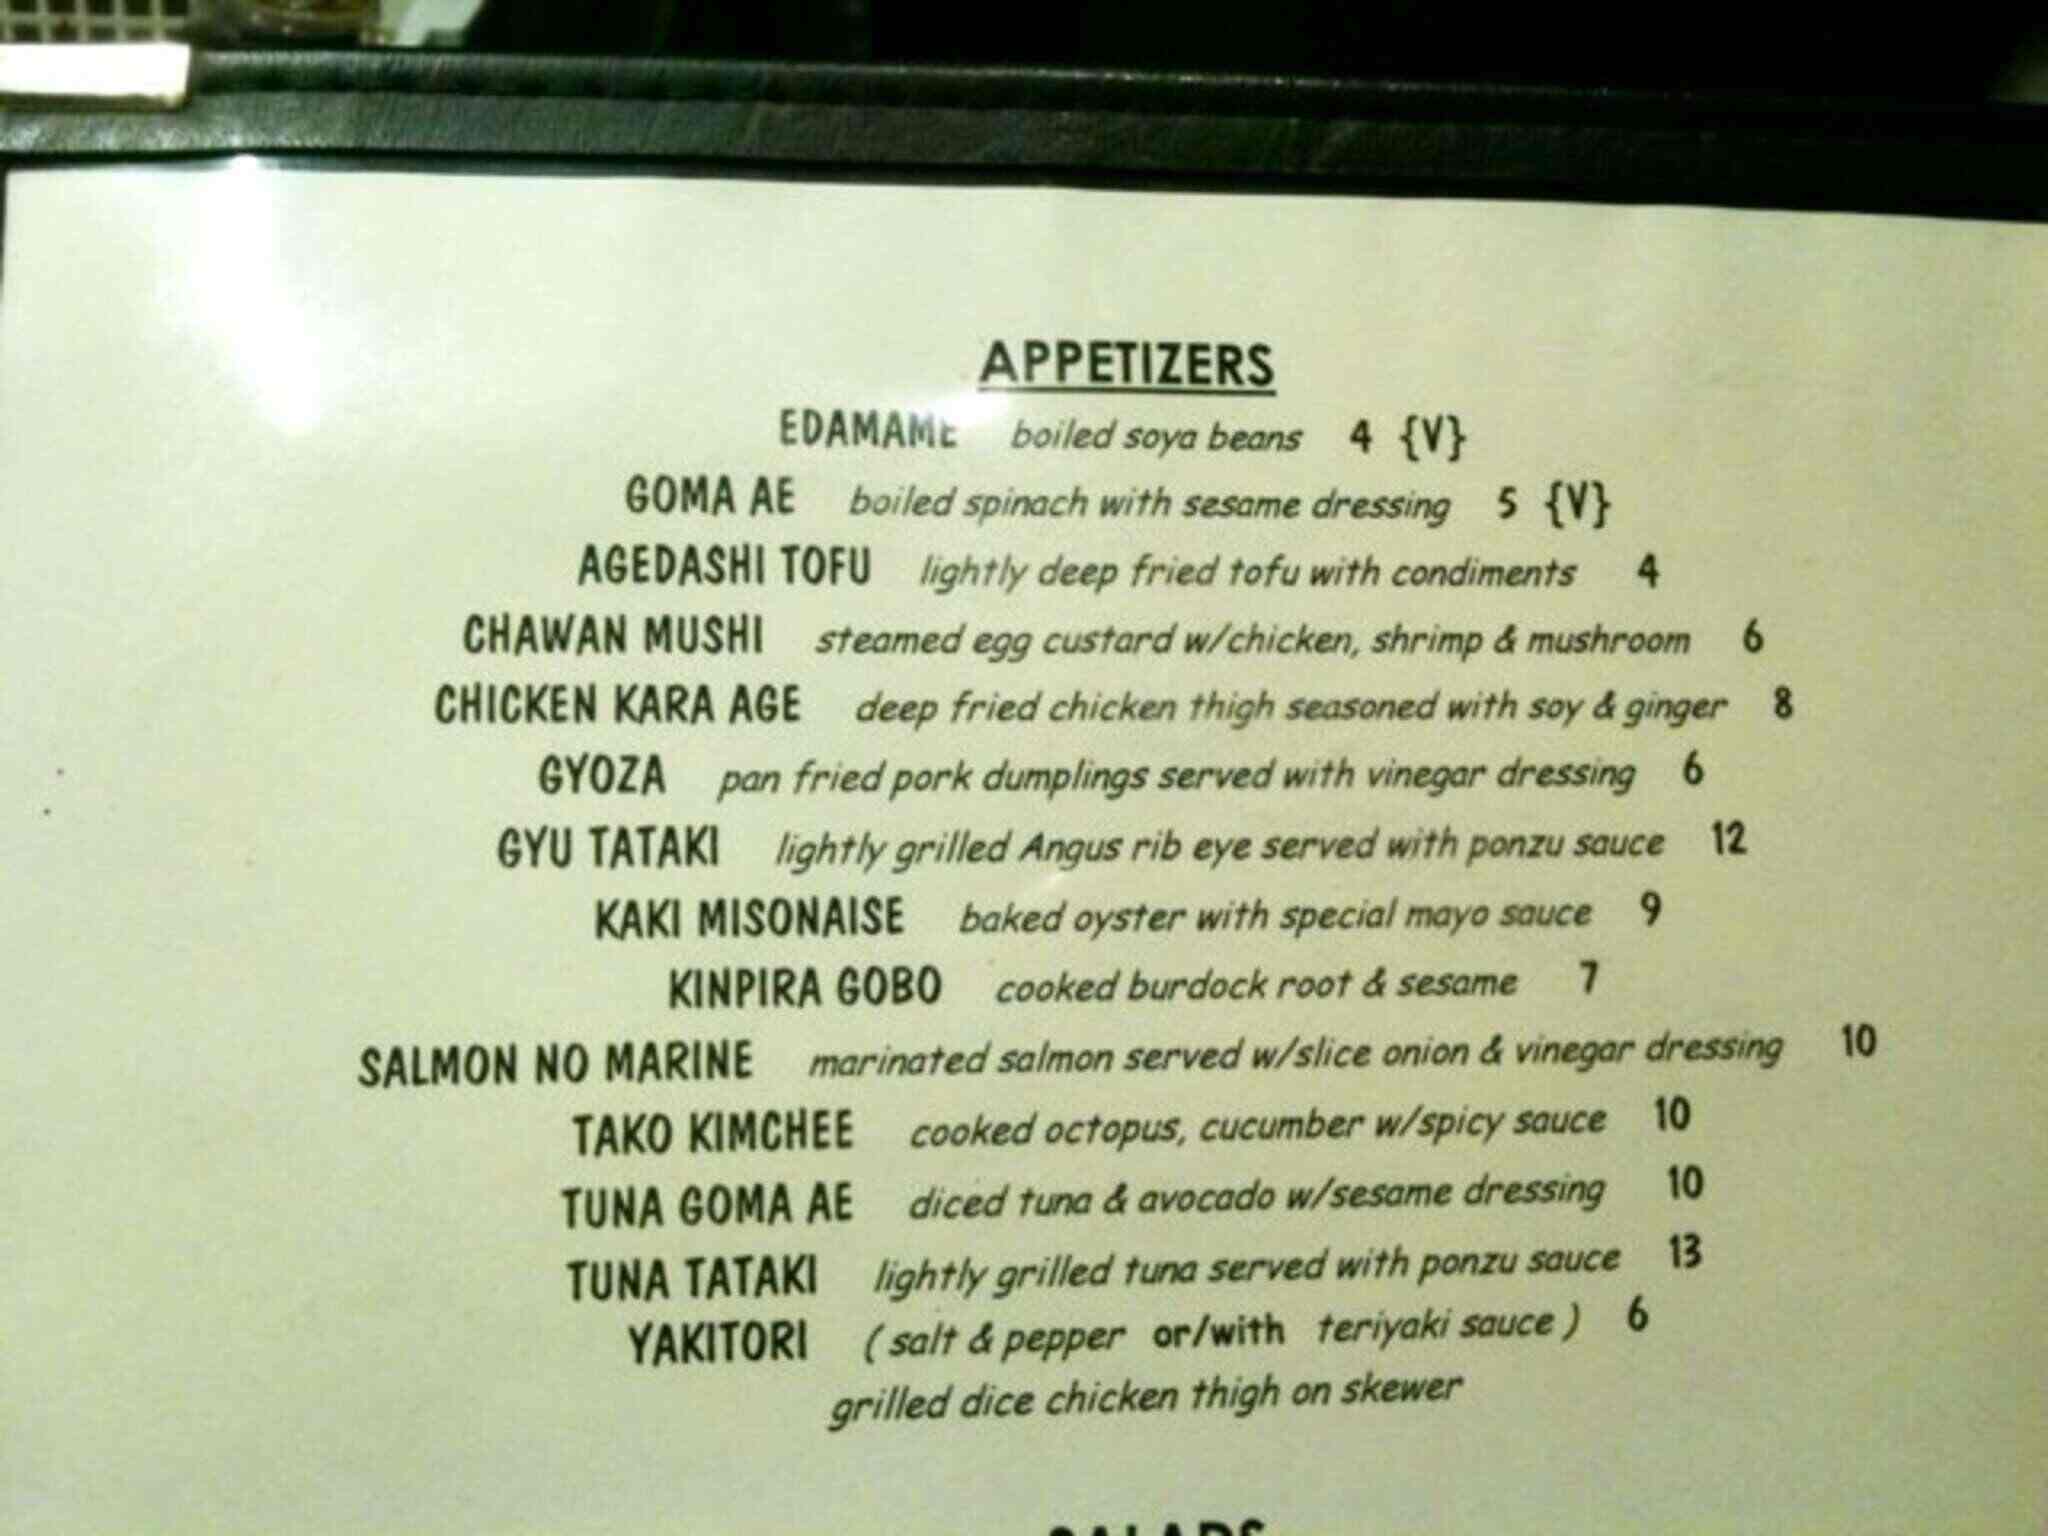 APPETIZERS
EDAMAME boiled soya beans 4 {V}
GOMA AE boiled spinach with sesame dressing 5 {V}
AGEDASHI TOFU lightly deep fried tofu with condiments 4
CHAWAN MUSHI steamed egg custard w/chicken, shrimp & mushroom 6
CHICKEN KARA AGE deep fried chicken thigh seasoned with soy & ginger 8
GYOZA pan fried pork dumplings served with vinegar dressing 6
GYU TATAKI lightly grilled Angus rib eye served with ponzu sauce 12
KAKI MISONAISE baked oyster with special mayo sauce 9
KINPIRA GOBO cooked burdock root & sesame 7
SALMON NO MARINE marinated salmon served w/slice onion & vinegar dressing 10
TAKO KIMCHEE cooked octopus, cucumber w/spicy sauce 10
TUNA GOMA AE diced tuna & avocado w/sesame dressing 10
TUNA TATAKI lightly grilled tuna served with ponzu sauce 13
YAKITORI ( salt & pepper or/with teriyaki sauce ) 6
grilled dice chicken thigh on skewer
SALADS